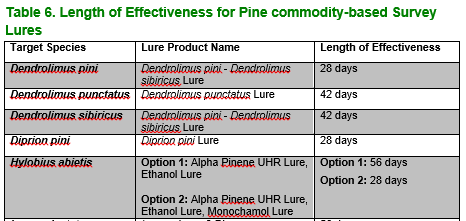 Table 6. Length of Effectiveness for Pine commodity-based Survey
Lures
Target Species Lure Product Name Length of Effectiveness
Dendrolimus pini Dendrolimus pini - Dendrolimus 28 days
sibiricus Lure
Dendrolimus punctatus Dendrolimus punctatus Lure 42 days
Dendrolimus sibiricus Dendrolimus pini - Dendrolimus 42 days
sibiricus Lure
Diprion pini Diprion pini Lure 28 days
Hylobius abietis Option 1: Alpha Pinene UHR Lure, Option 1: 56 days
Ethanol Lure Option 2: 28 days
Option 2: Alpha Pinene UHR Lure,
Ethanol Lure, Monochamol Lure